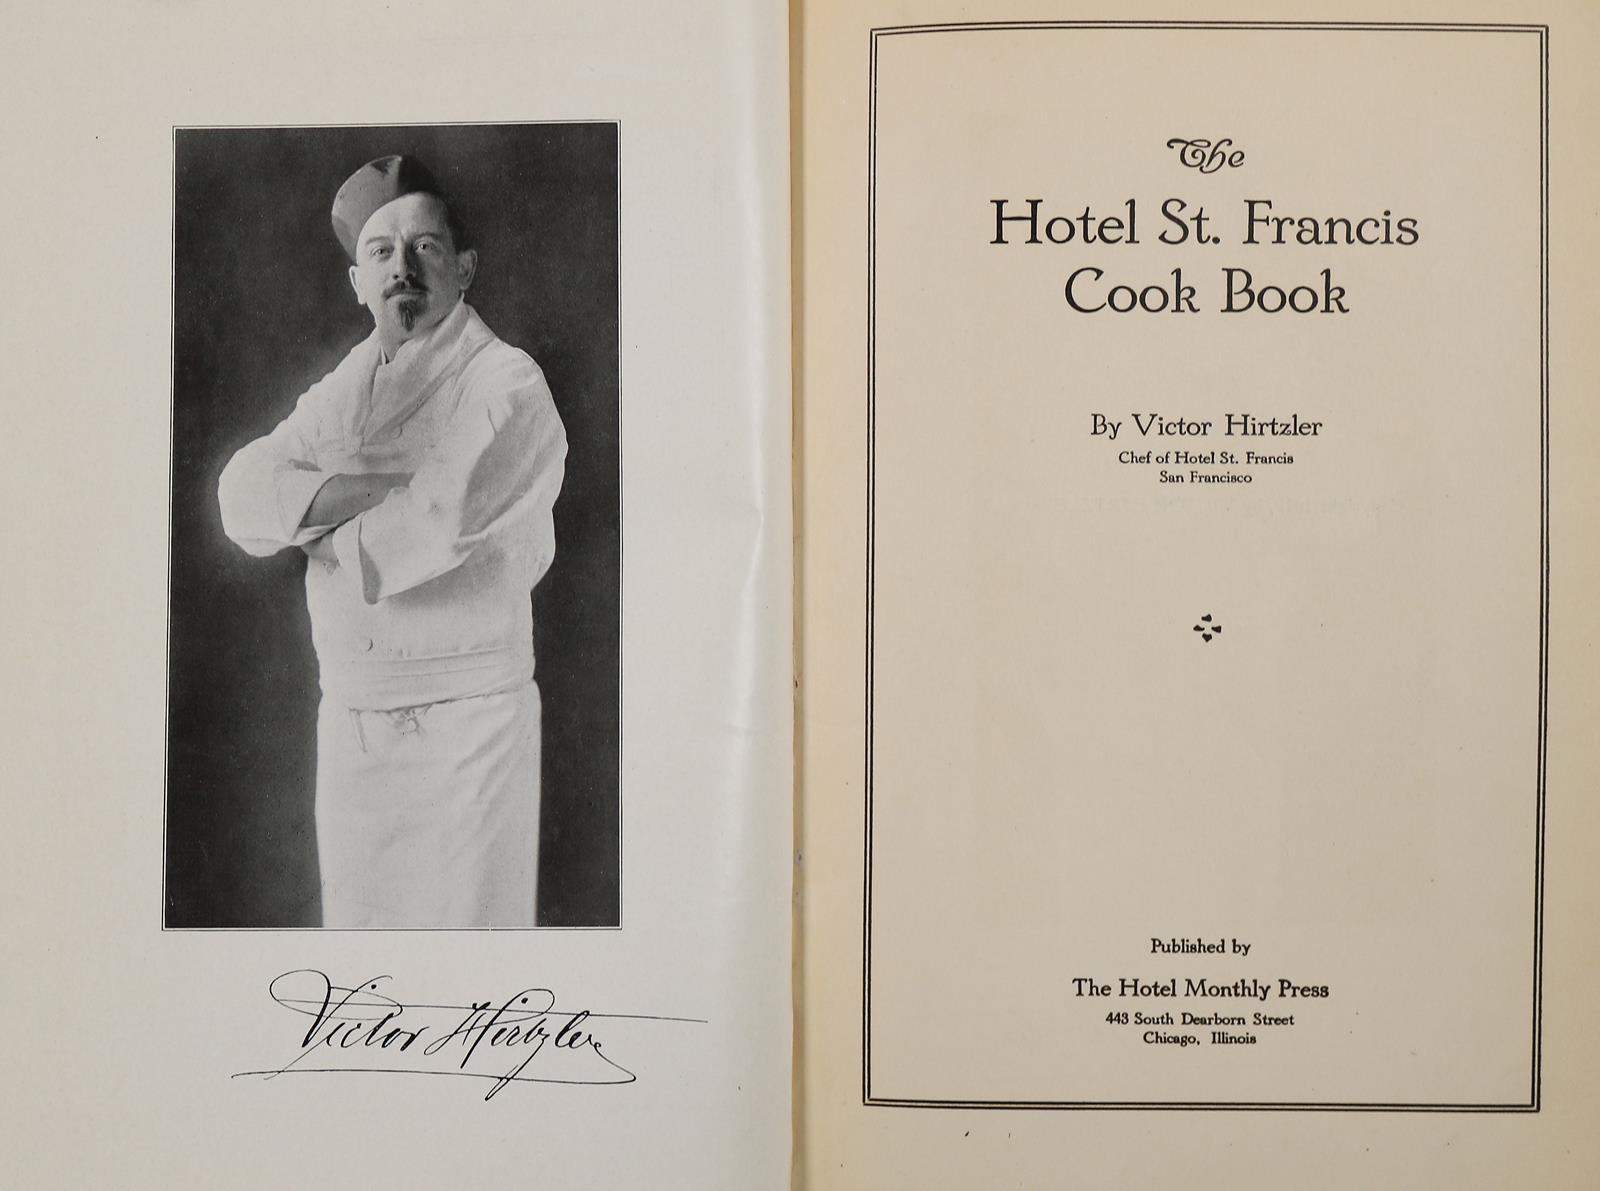 Victor Hirtzler
The
Hotel St. Francis
Cook Book
By Victor Hirtzler
Chef of Hotel St. Francis
San Francisco
Published by
The Hotel Monthly Press
443 South Dearborn Street
Chicago, Illinois